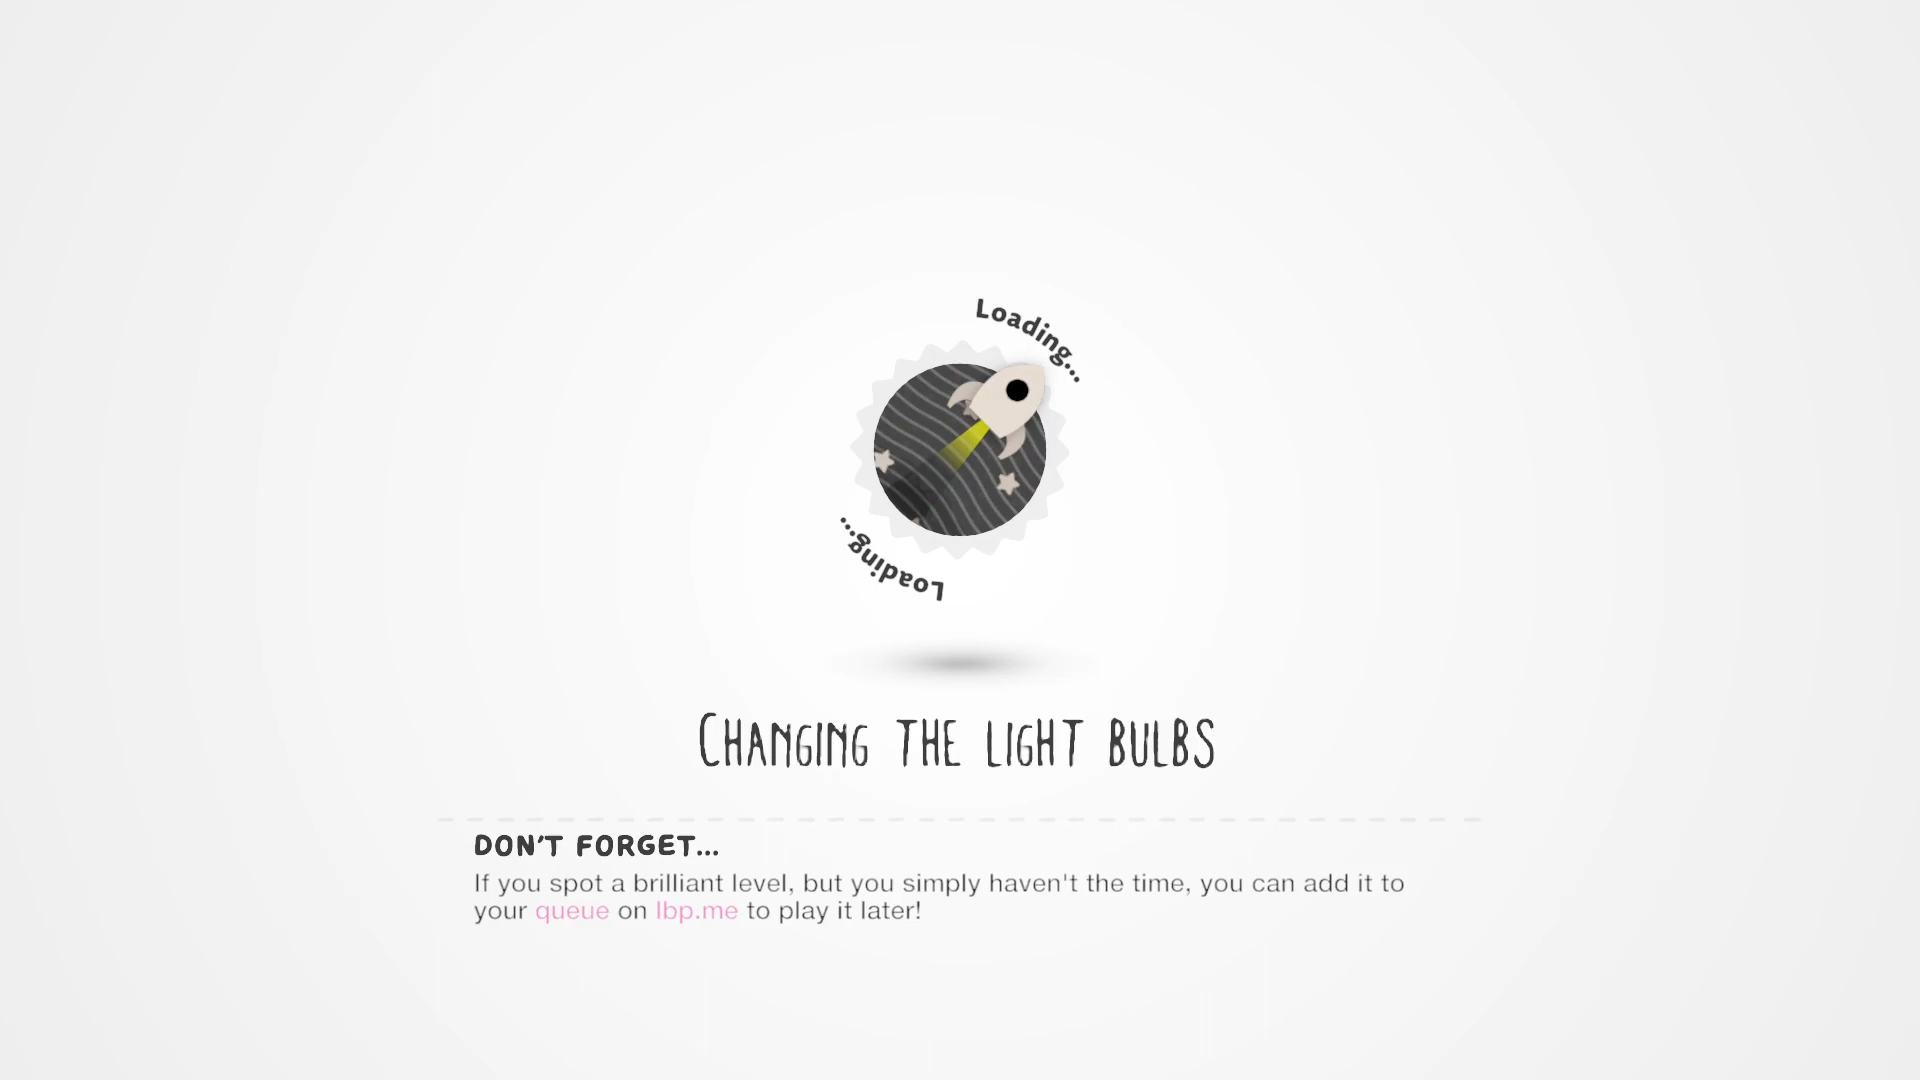 Loading...
Loading...
CHANGING THE LIGHT BULBS
DON'T FORGET...
If you spot a brilliant level, but you simply haven't the time, you can add it to
your queue on lbp.me to play it later!